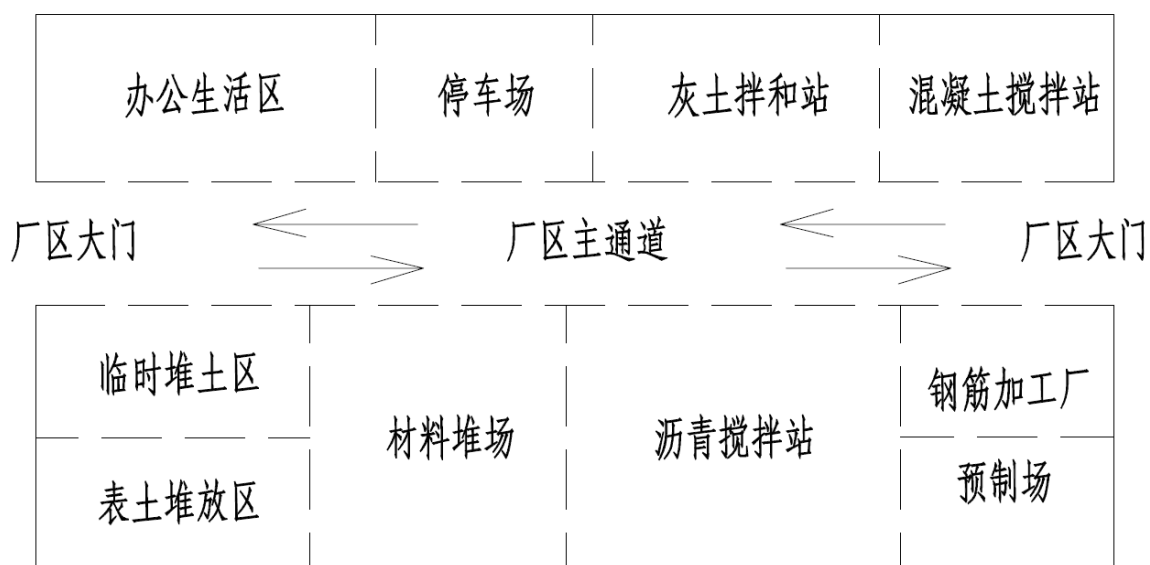 办公生活区
停车场
灰土拌和站
混凝土搅拌站
厂区大门
厂区主通道
厂区大门
临时堆土区
材料堆场
沥青搅拌站
钢筋加工厂
表土堆放区
预制场